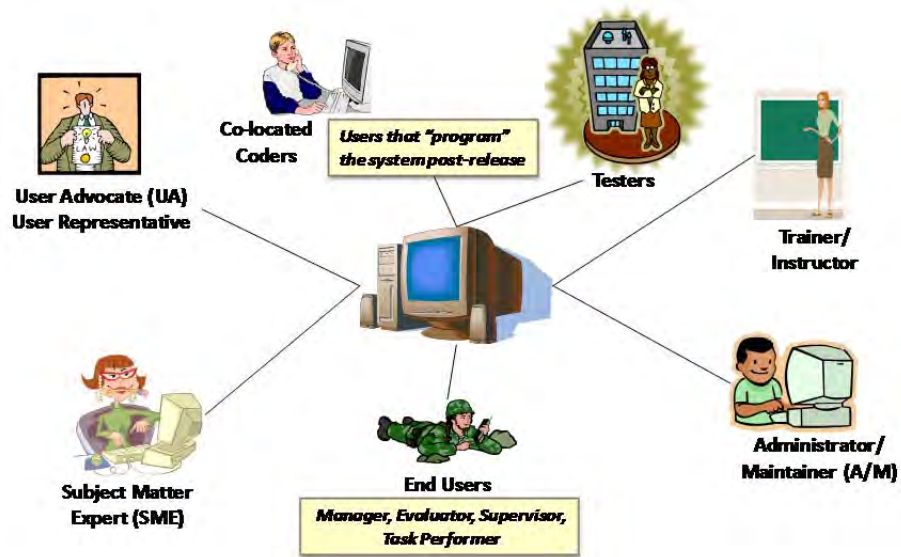 Co-located
Coders
Users that "program"
the system post-release
Testers
LAW
User Advocate (UA)
User Representative
Trainer/
Instructor
Subject Matter
Expert (SME)
End Users
Manager, Evaluator, Supervisor,
Task Performer
Administrator/
Maintainer (A/M)